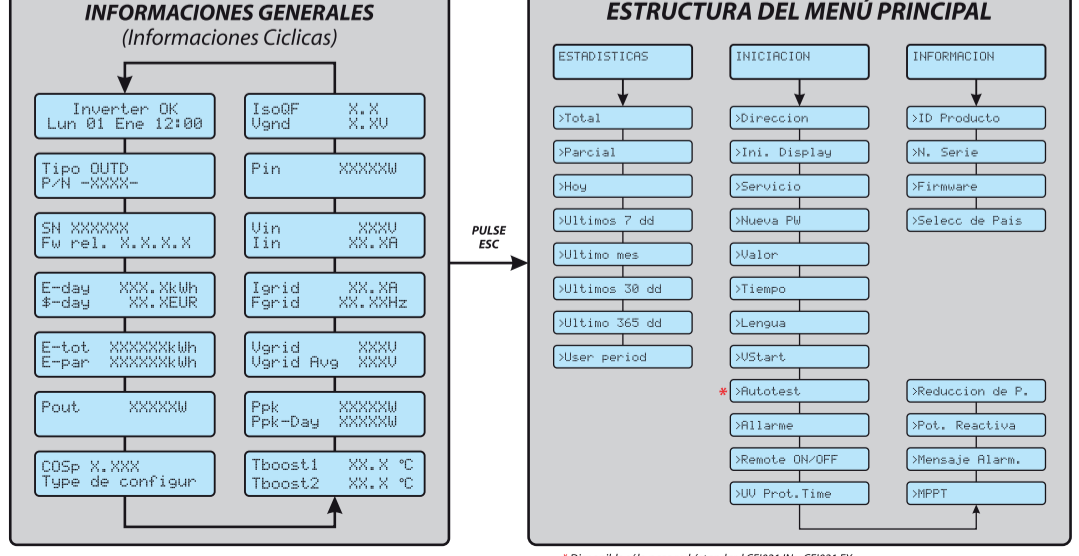 INFORMACIONES GENERALES
(Informaciones Ciclicas)
Inverter OK
Lun 01 Ene 12:00
Tipo OUTD
P/N -XXXX-
SN XXXXXX
Fw rel. X.X.X.X
E-day XXX.XkWh
$-day XX.XEUR
E-tot XXXXXXkWh
E-par XXXXXXkWh
Pout XXXXXW
COSp X.XXX
Type de configur
IsoQF X.X
Vgnd X.XV
Pin XXXXXW
Vin XXXV
Iin XX.XA
Igrid XX.XA
Fgrid XX.XXHz
Vgrid XXXV
Vgrid Avg XXXV
Ppk XXXXXW
Ppk-Day XXXXXW
Tboost1 XX.X °C
Tboost2 XX.X °C
PULSE
ESC
ESTRUCTURA DEL MENÚ PRINCIPAL
ESTADISTICAS
>Total
>Parcial
>Hoy
>Ultimos 7 dd
>Ultimo mes
>Ultimos 30 dd
>Ultimo 365 dd
>User period
INICIACION
>Direccion
>Ini. Display
>Servicio
>Nueva PW
>Valor
>Tiempo
>Lengua
>VStart
* >Autotest
>Allarme
>Remote ON/OFF
>UV Prot.Time
INFORMACION
>ID Producto
>N. Serie
>Firmware
>Selecc de Pais
>Reduccion de P.
>Pot. Reactiva
>Mensaje Alarm.
>MPPT